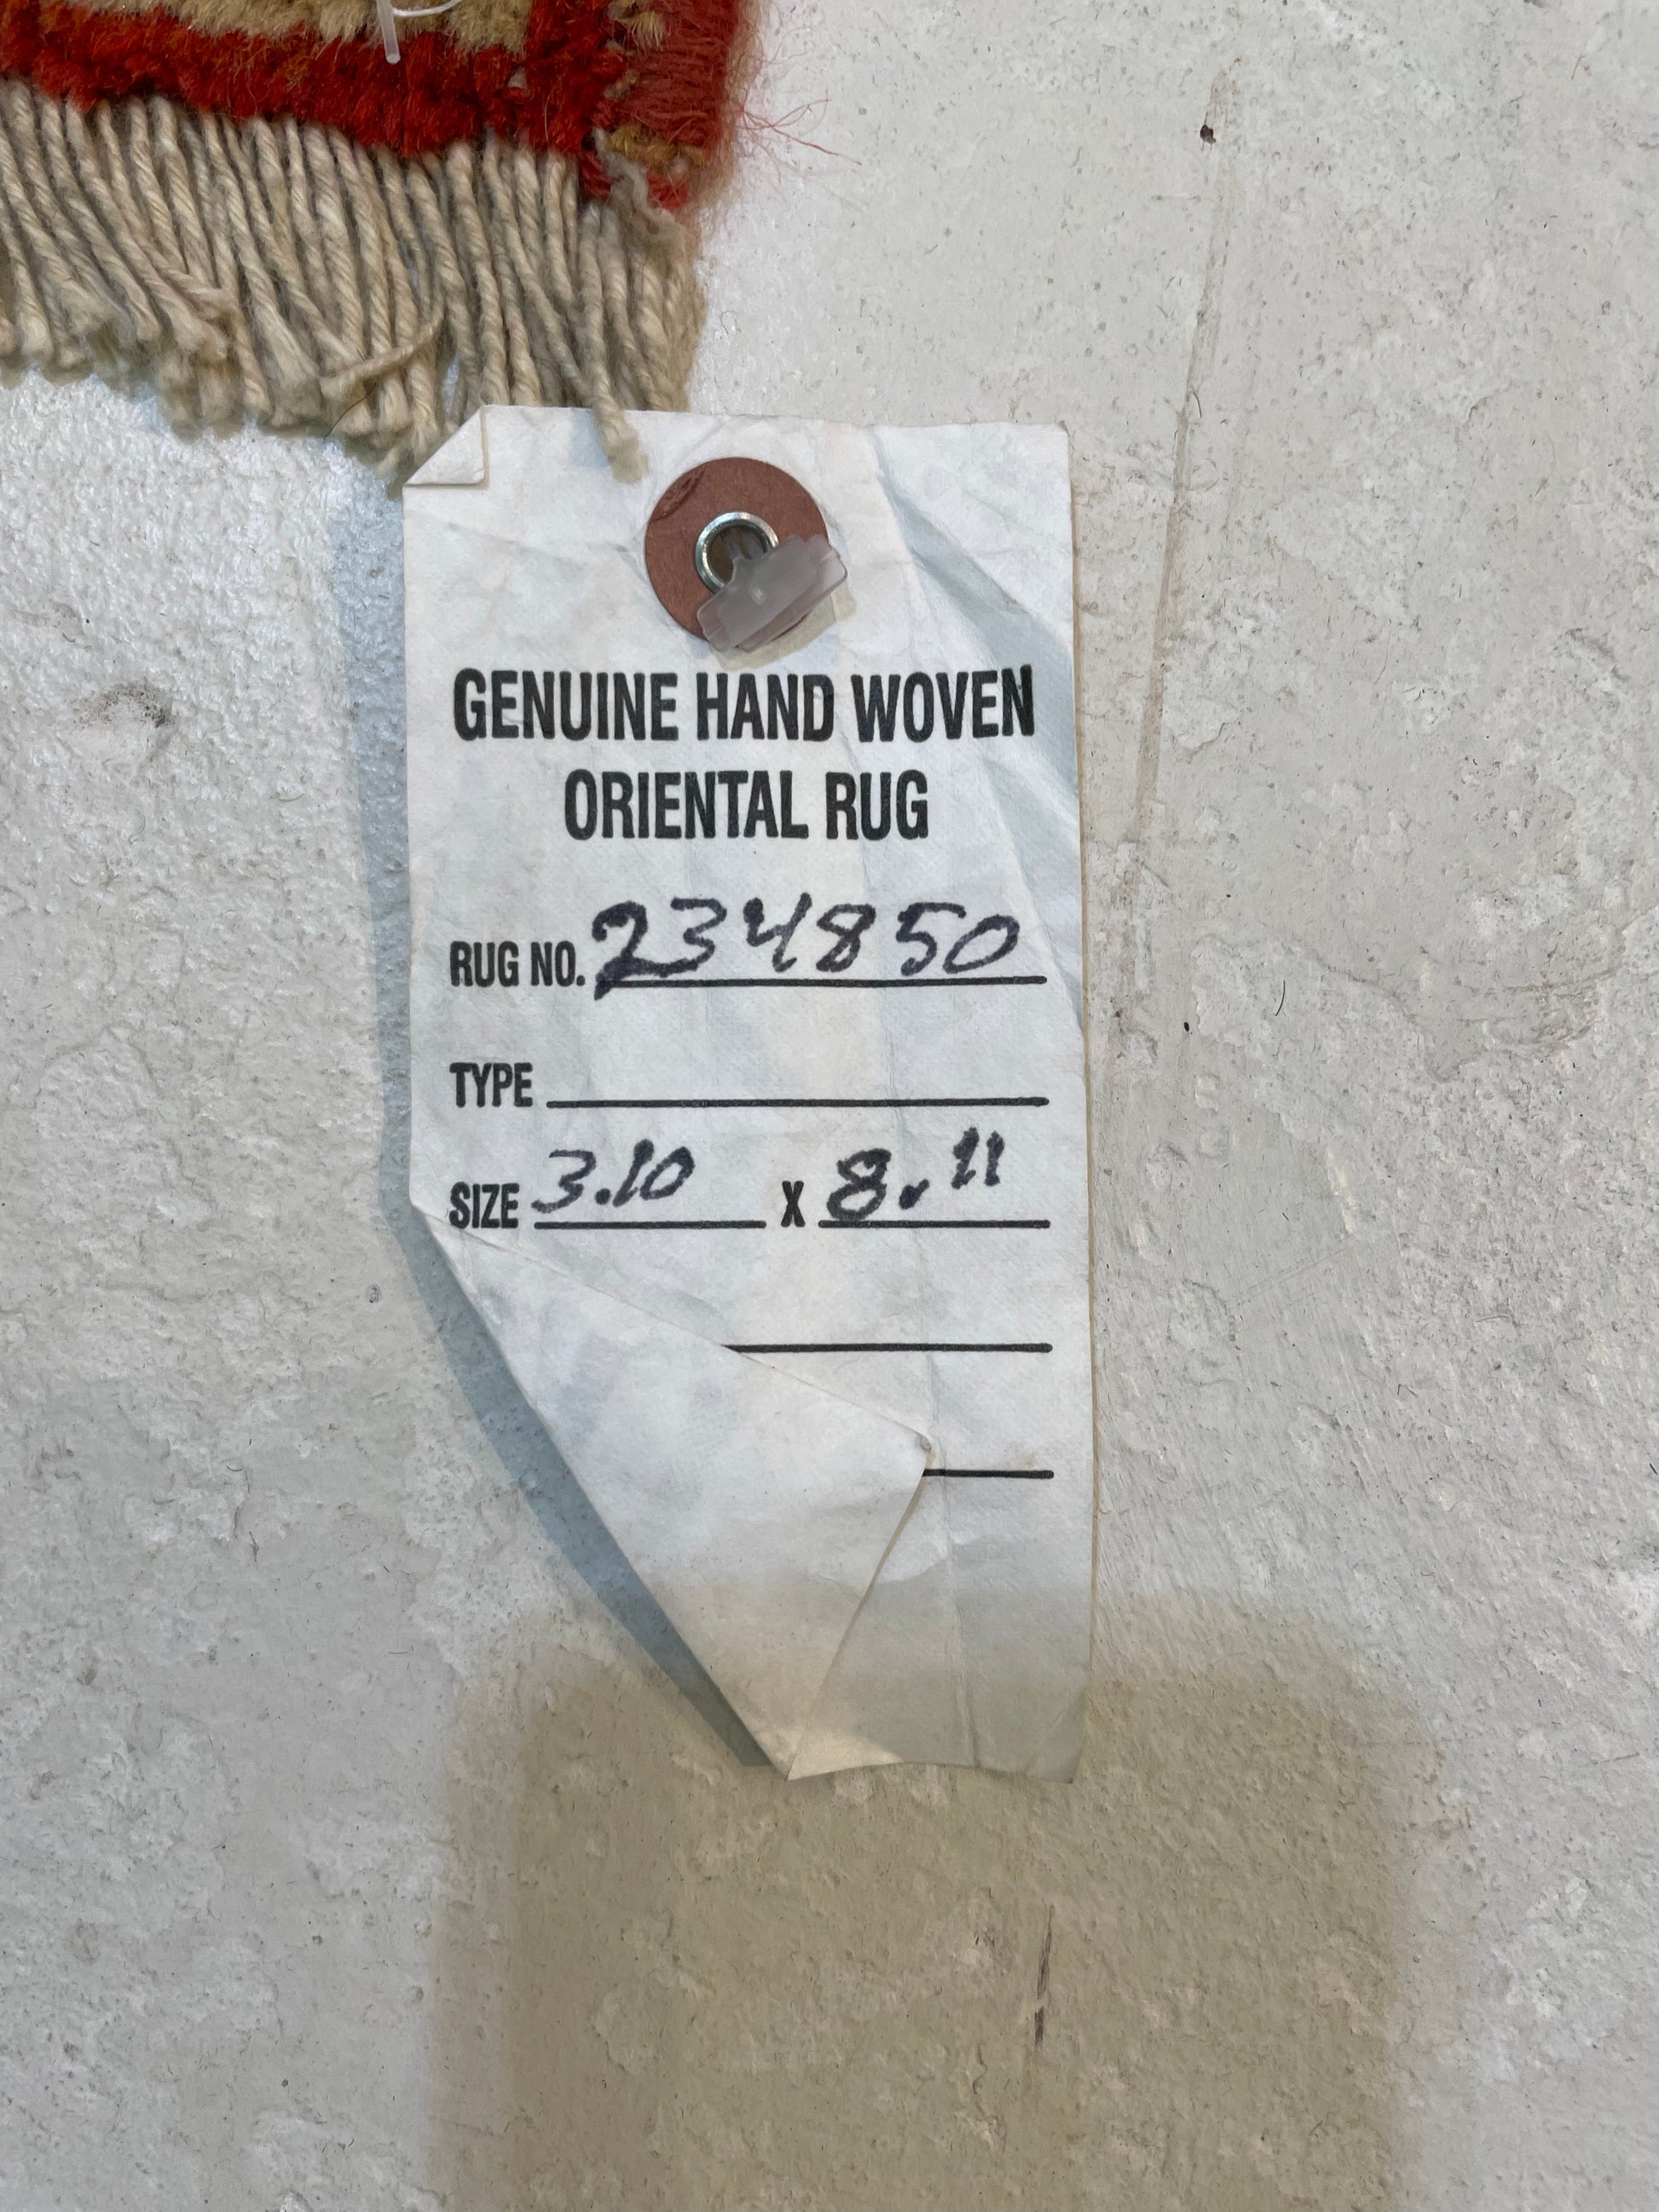 GENUINE HAND WOVEN
ORIENTAL RUG
RUG NO. 234850
TYPE
SIZE 3.10 X 8.11